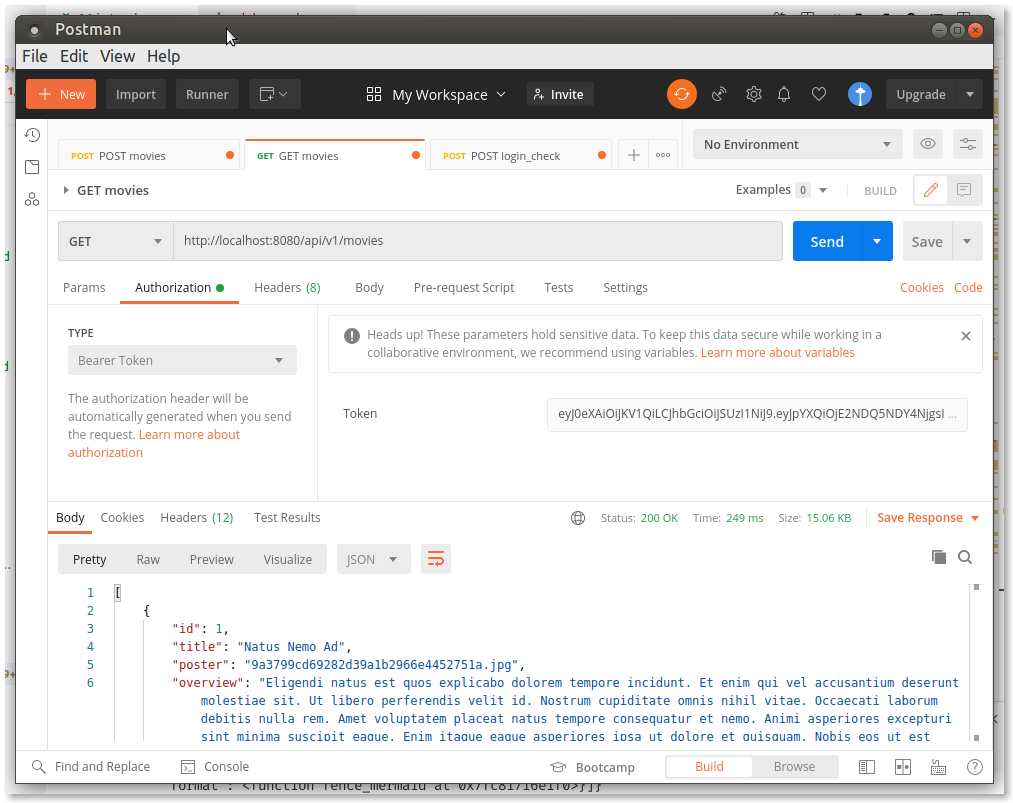 Postman
File Edit View Help
New Import Runner My Workspace Invite Upgrade
POST POST movies GET GET movies POST POST login_check No Environment
GET movies Examples 0 BUILD
GET http://localhost:8080/api/v1/movies Send Save
Params Authorization Headers (8) Body Pre-request Script Tests Settings Cookies Code
TYPE
Bearer Token
The authorization header will be
automatically generated when you send
the request. Learn more about
authorization
Heads up! These parameters hold sensitive data. To keep this data secure while working in a
collaborative environment, we recommend using variables. Learn more about variables
Token eyJ0eXAiOiJKV1QiLCJhbGciOiJSUzI1NiJ9.eyJpYXQiOjE2NDQ5NDY4NjgsI ...
Body Cookies Headers (12) Test Results Status: 200 OK Time: 249 ms Size: 15.06 KB Save Response
Pretty Raw Preview Visualize JSON
1 [
2 {
3 "id": 1,
4 "title": "Natus Nemo Ad",
5 "poster": "9a3799cd69282d39a1b2966e4452751a.jpg",
6 "overview": "Eligendi natus est quos explicabo dolorem tempore incidunt. Et enim qui vel accusantium deserunt
molestiae sit. Ut libero perferendis velit id. Nostrum cupiditate omnis nihil vitae. Occaecati laborum
debitis nulla rem. Amet voluptatem placeat natus tempore consequatur et nemo. Animi asperiores excepturi
sint minima suscipit eaque. Enim itaque eaque asperiores ipsa ut dolore et quisquam. Nobis eos ut est
Find and Replace Console Bootcamp Build Browse